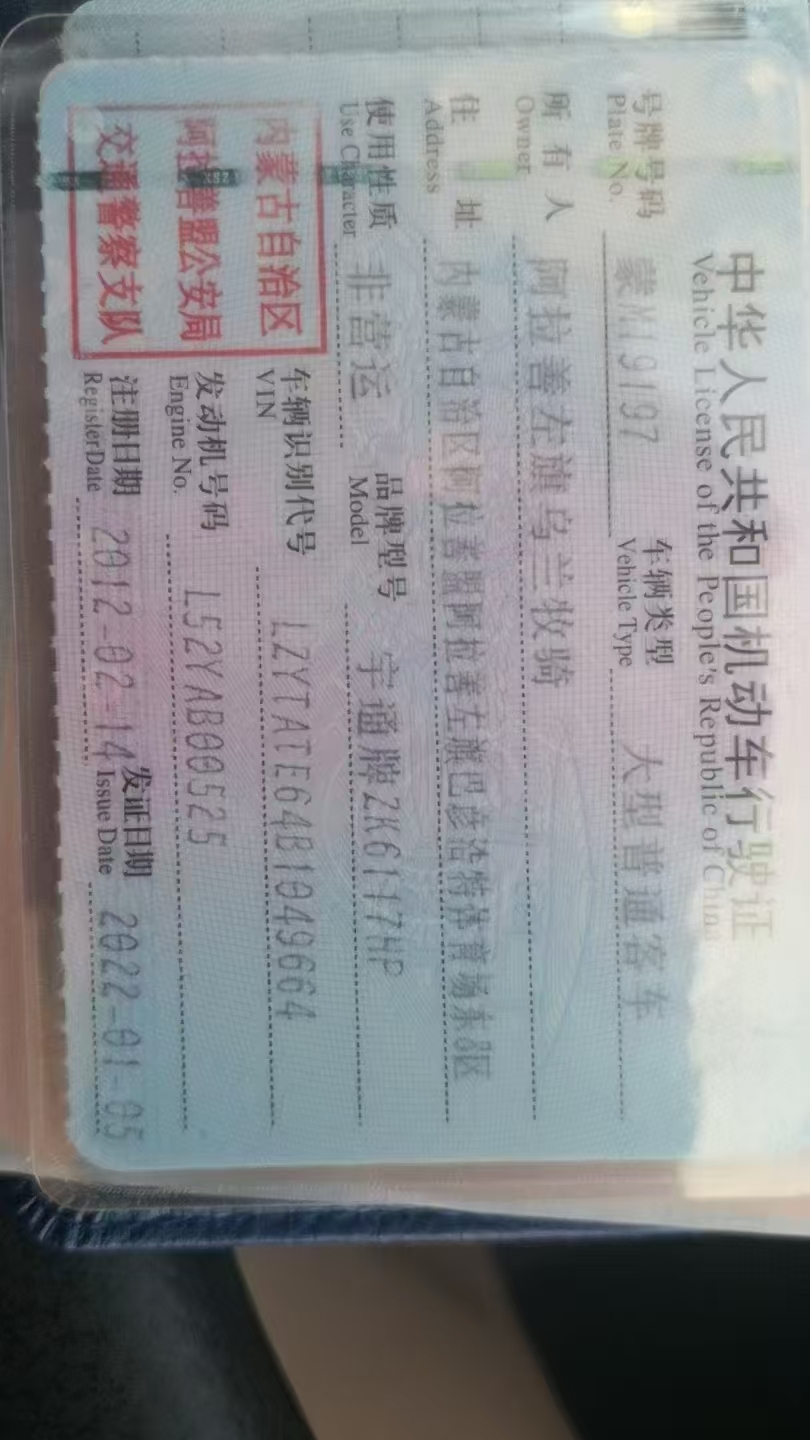 中华人民共和国机动车行驶证
Vehicle License of the People's Republic of China
号牌号码 蒙M19197 车辆类型 大型普通客车
Plate No. Vehicle Type
所有人 阿拉善左旗乌兰牧骑
Owner
住址 内蒙古自治区阿拉善盟阿拉善左旗巴彦浩特体育场东8区
Address
使用性质 非营运 品牌型号 宇通牌ZK6117HP
Use Character Model
内蒙古自治区
阿拉善盟公安局
交通警察支队
车辆识别代号 LZYTATE64B1049664
VIN
发动机号码 L52YAB00525
Engine No.
注册日期 2012-02-14 发证日期 2022-01-05
Register Date Issue Date